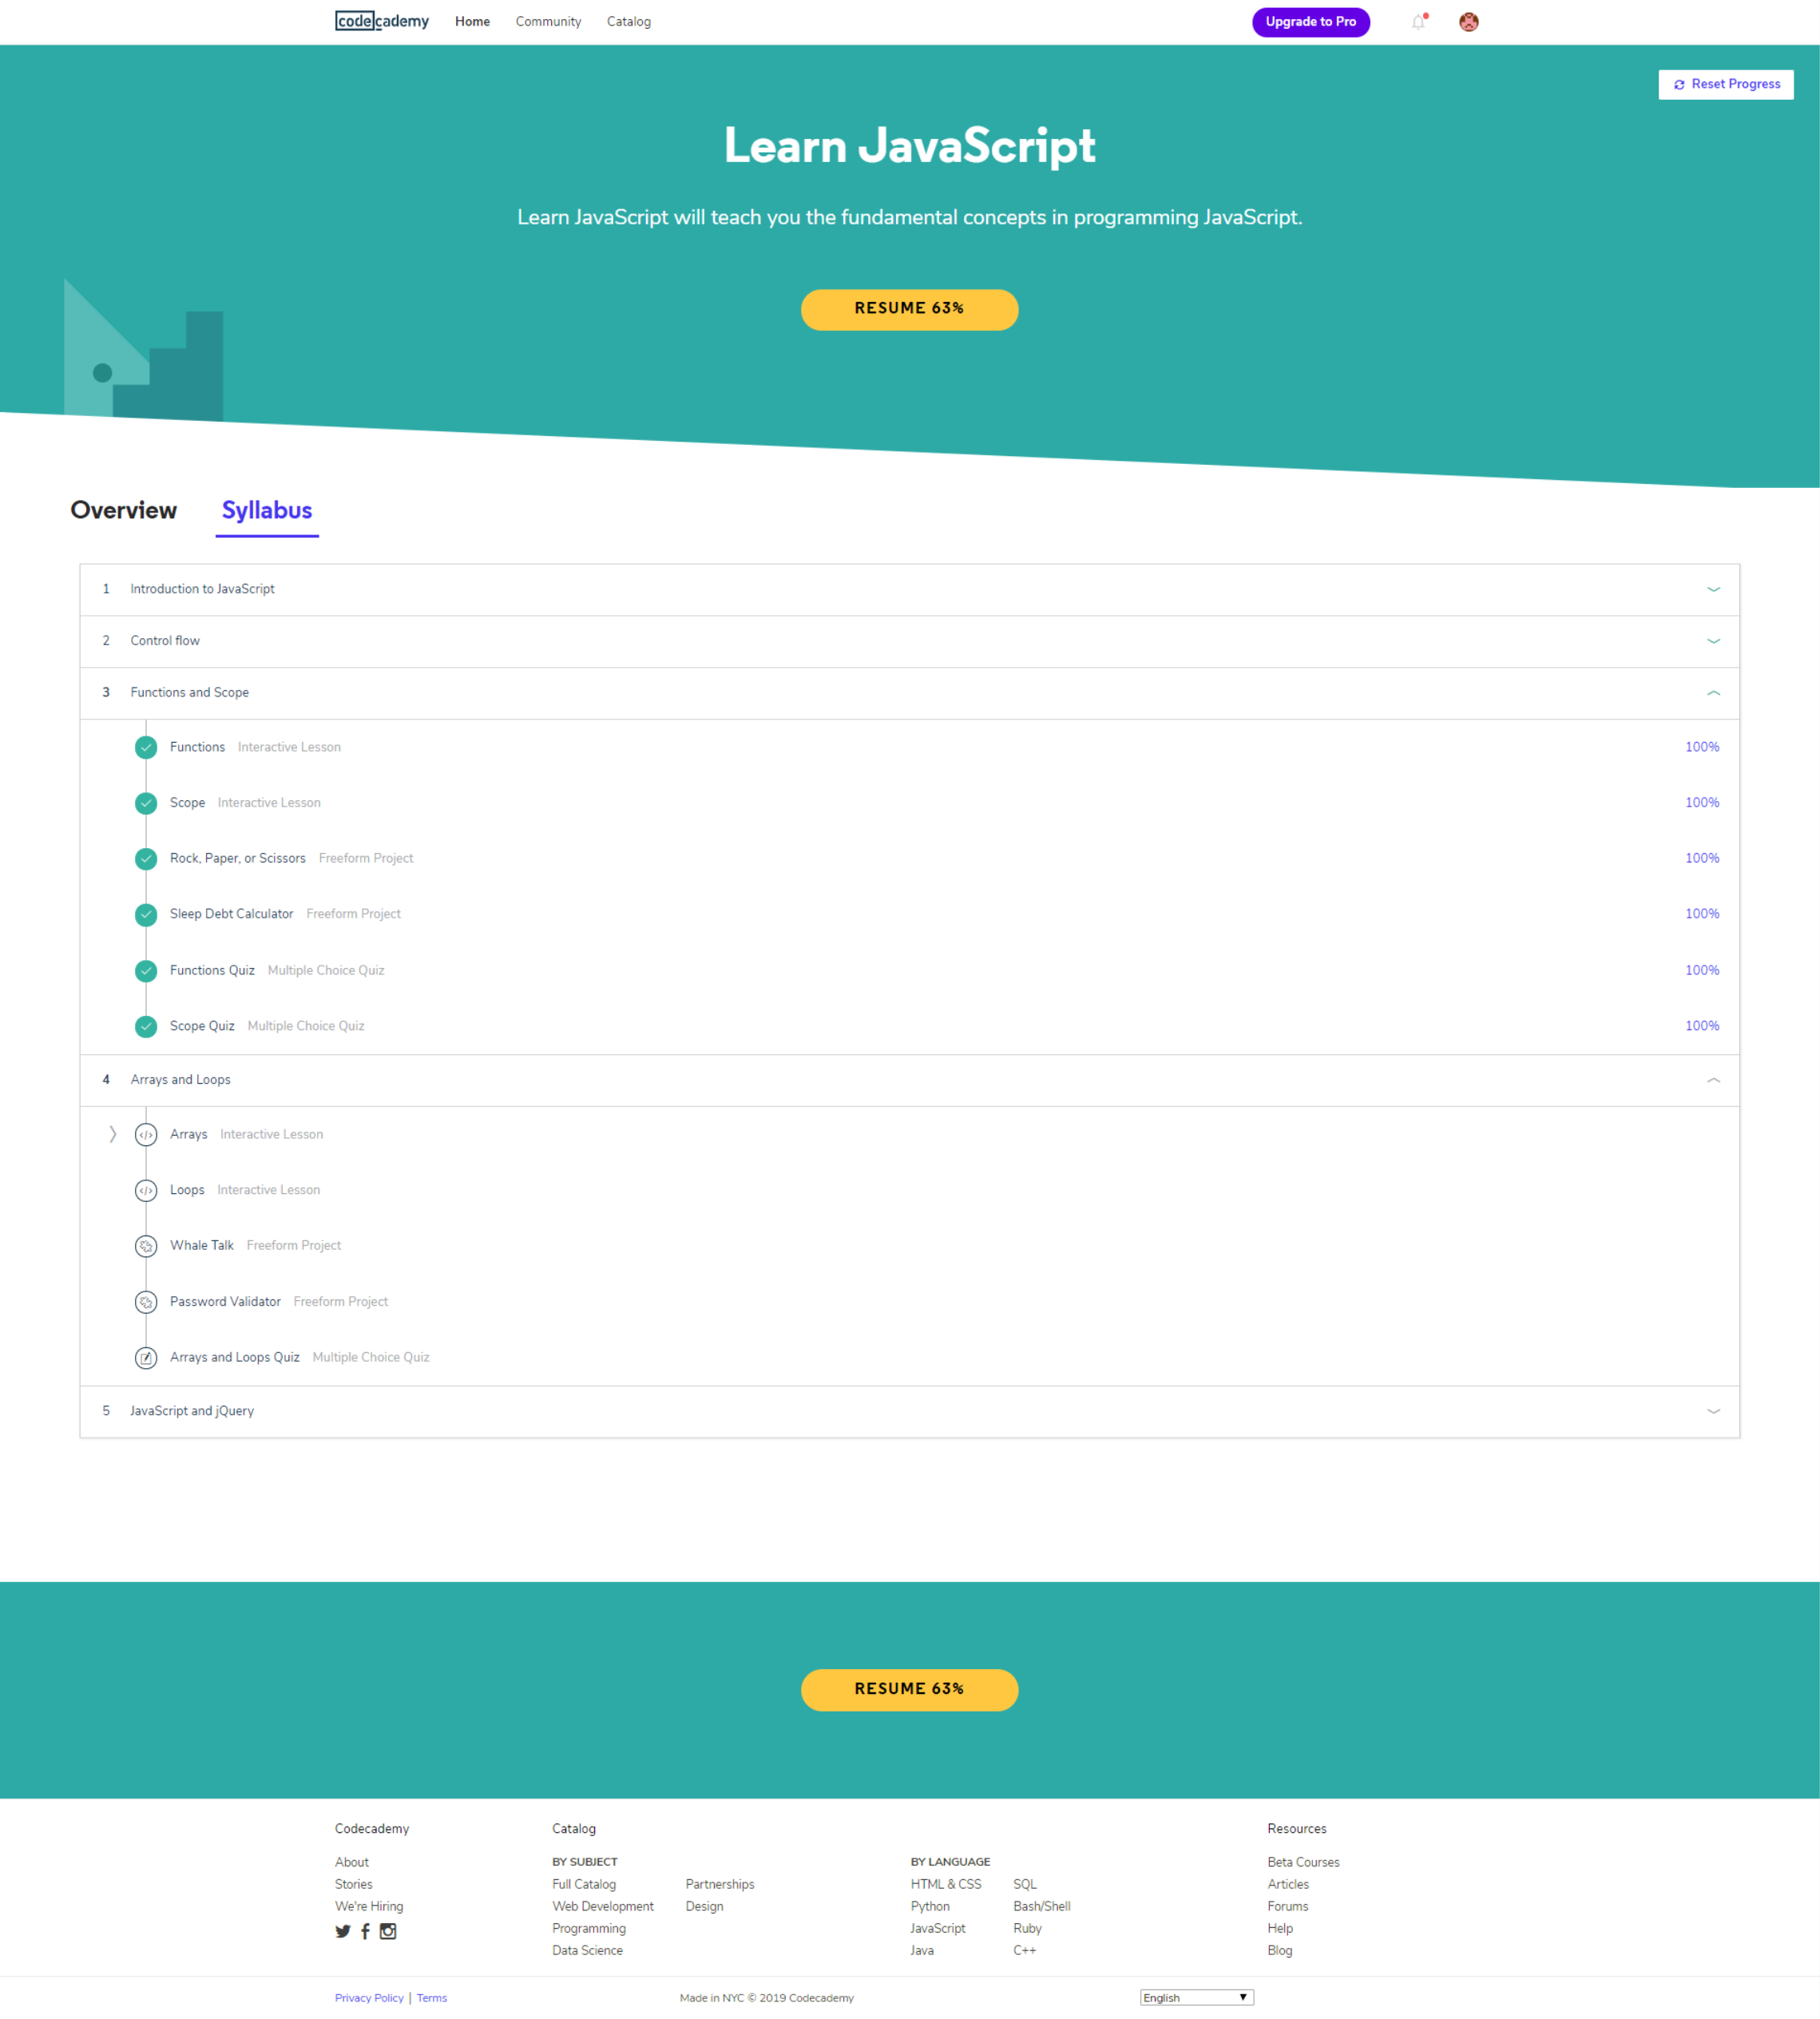 codecademy Home Community Catalog Upgrade to Pro
Reset Progress
Learn JavaScript
Learn JavaScript will teach you the fundamental concepts in programming JavaScript.
RESUME 63%
Overview Syllabus
1 Introduction to JavaScript
2 Control flow
3 Functions and Scope
Functions Interactive Lesson 100%
Scope Interactive Lesson 100%
Rock, Paper, or Scissors Freeform Project 100%
Sleep Debt Calculator Freeform Project 100%
Functions Quiz Multiple Choice Quiz 100%
Scope Quiz Multiple Choice Quiz 100%
4 Arrays and Loops
Arrays Interactive Lesson
Loops Interactive Lesson
Whale Talk Freeform Project
Password Validator Freeform Project
Arrays and Loops Quiz Multiple Choice Quiz
5 JavaScript and jQuery
RESUME 63%
Codecademy Catalog Resources
About BY SUBJECT BY LANGUAGE Beta Courses
Stories Full Catalog Partnerships HTML & CSS SQL Articles
We're Hiring Web Development Design Python Bash/Shell Forums
Programming JavaScript Ruby Help
Data Science Java C++ Blog
Privacy Policy | Terms Made in NYC © 2019 Codecademy English